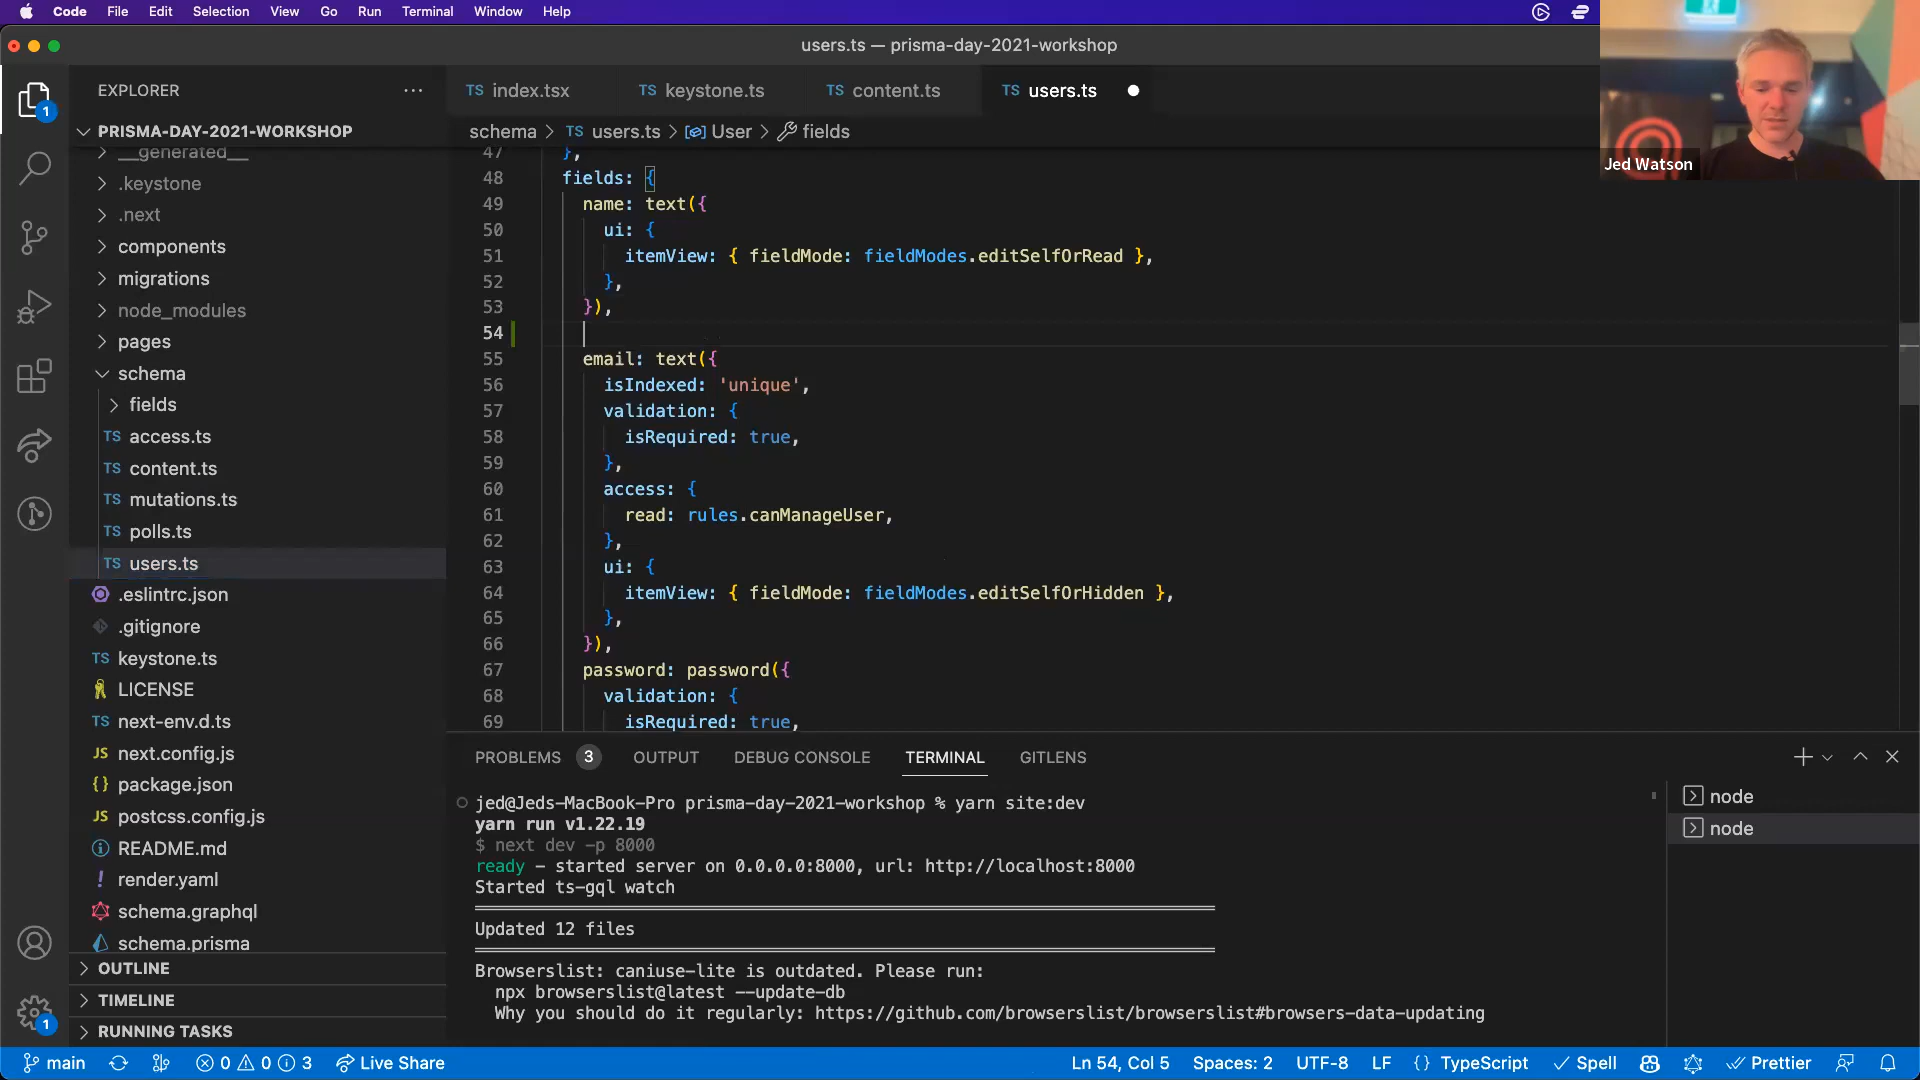 Code File Edit Selection View Go Run Terminal Window Help
users.ts — prisma-day-2021-workshop
Jed Watson
EXPLORER ...
PRISMA-DAY-2021-WORKSHOP
__generated__
.keystone
.next
components
migrations
node_modules
pages
schema
fields
TS access.ts
TS content.ts
TS mutations.ts
TS polls.ts
TS users.ts
.eslintrc.json
.gitignore
TS keystone.ts
LICENSE
TS next-env.d.ts
JS next.config.js
{} package.json
JS postcss.config.js
README.md
! render.yaml
schema.graphql
schema.prisma
OUTLINE
TIMELINE
RUNNING TASKS
1
1
TS index.tsx TS keystone.ts TS content.ts TS users.ts
schema > TS users.ts > User > fields
47 },
48 fields: {
49 name: text({
50 ui: {
51 itemView: { fieldMode: fieldModes.editSelfOrRead },
52 },
53 }),
54
55 email: text({
56 isIndexed: 'unique',
57 validation: {
58 isRequired: true,
59 },
60 access: {
61 read: rules.canManageUser,
62 },
63 ui: {
64 itemView: { fieldMode: fieldModes.editSelfOrHidden },
65 },
66 }),
67 password: password({
68 validation: {
69 isRequired: true,
PROBLEMS 3 OUTPUT DEBUG CONSOLE TERMINAL GITLENS
jed@Jeds-MacBook-Pro prisma-day-2021-workshop % yarn site:dev
yarn run v1.22.19
$ next dev -p 8000
ready - started server on 0.0.0.0:8000, url: http://localhost:8000
Started ts-gql watch
Updated 12 files
Browserslist: caniuse-lite is outdated. Please run:
npx browserslist@latest --update-db
Why you should do it regularly: https://github.com/browserslist/browserslist#browsers-data-updating
node
node
main 0 0 3 Live Share Ln 54, Col 5 Spaces: 2 UTF-8 LF {} TypeScript Spell Prettier